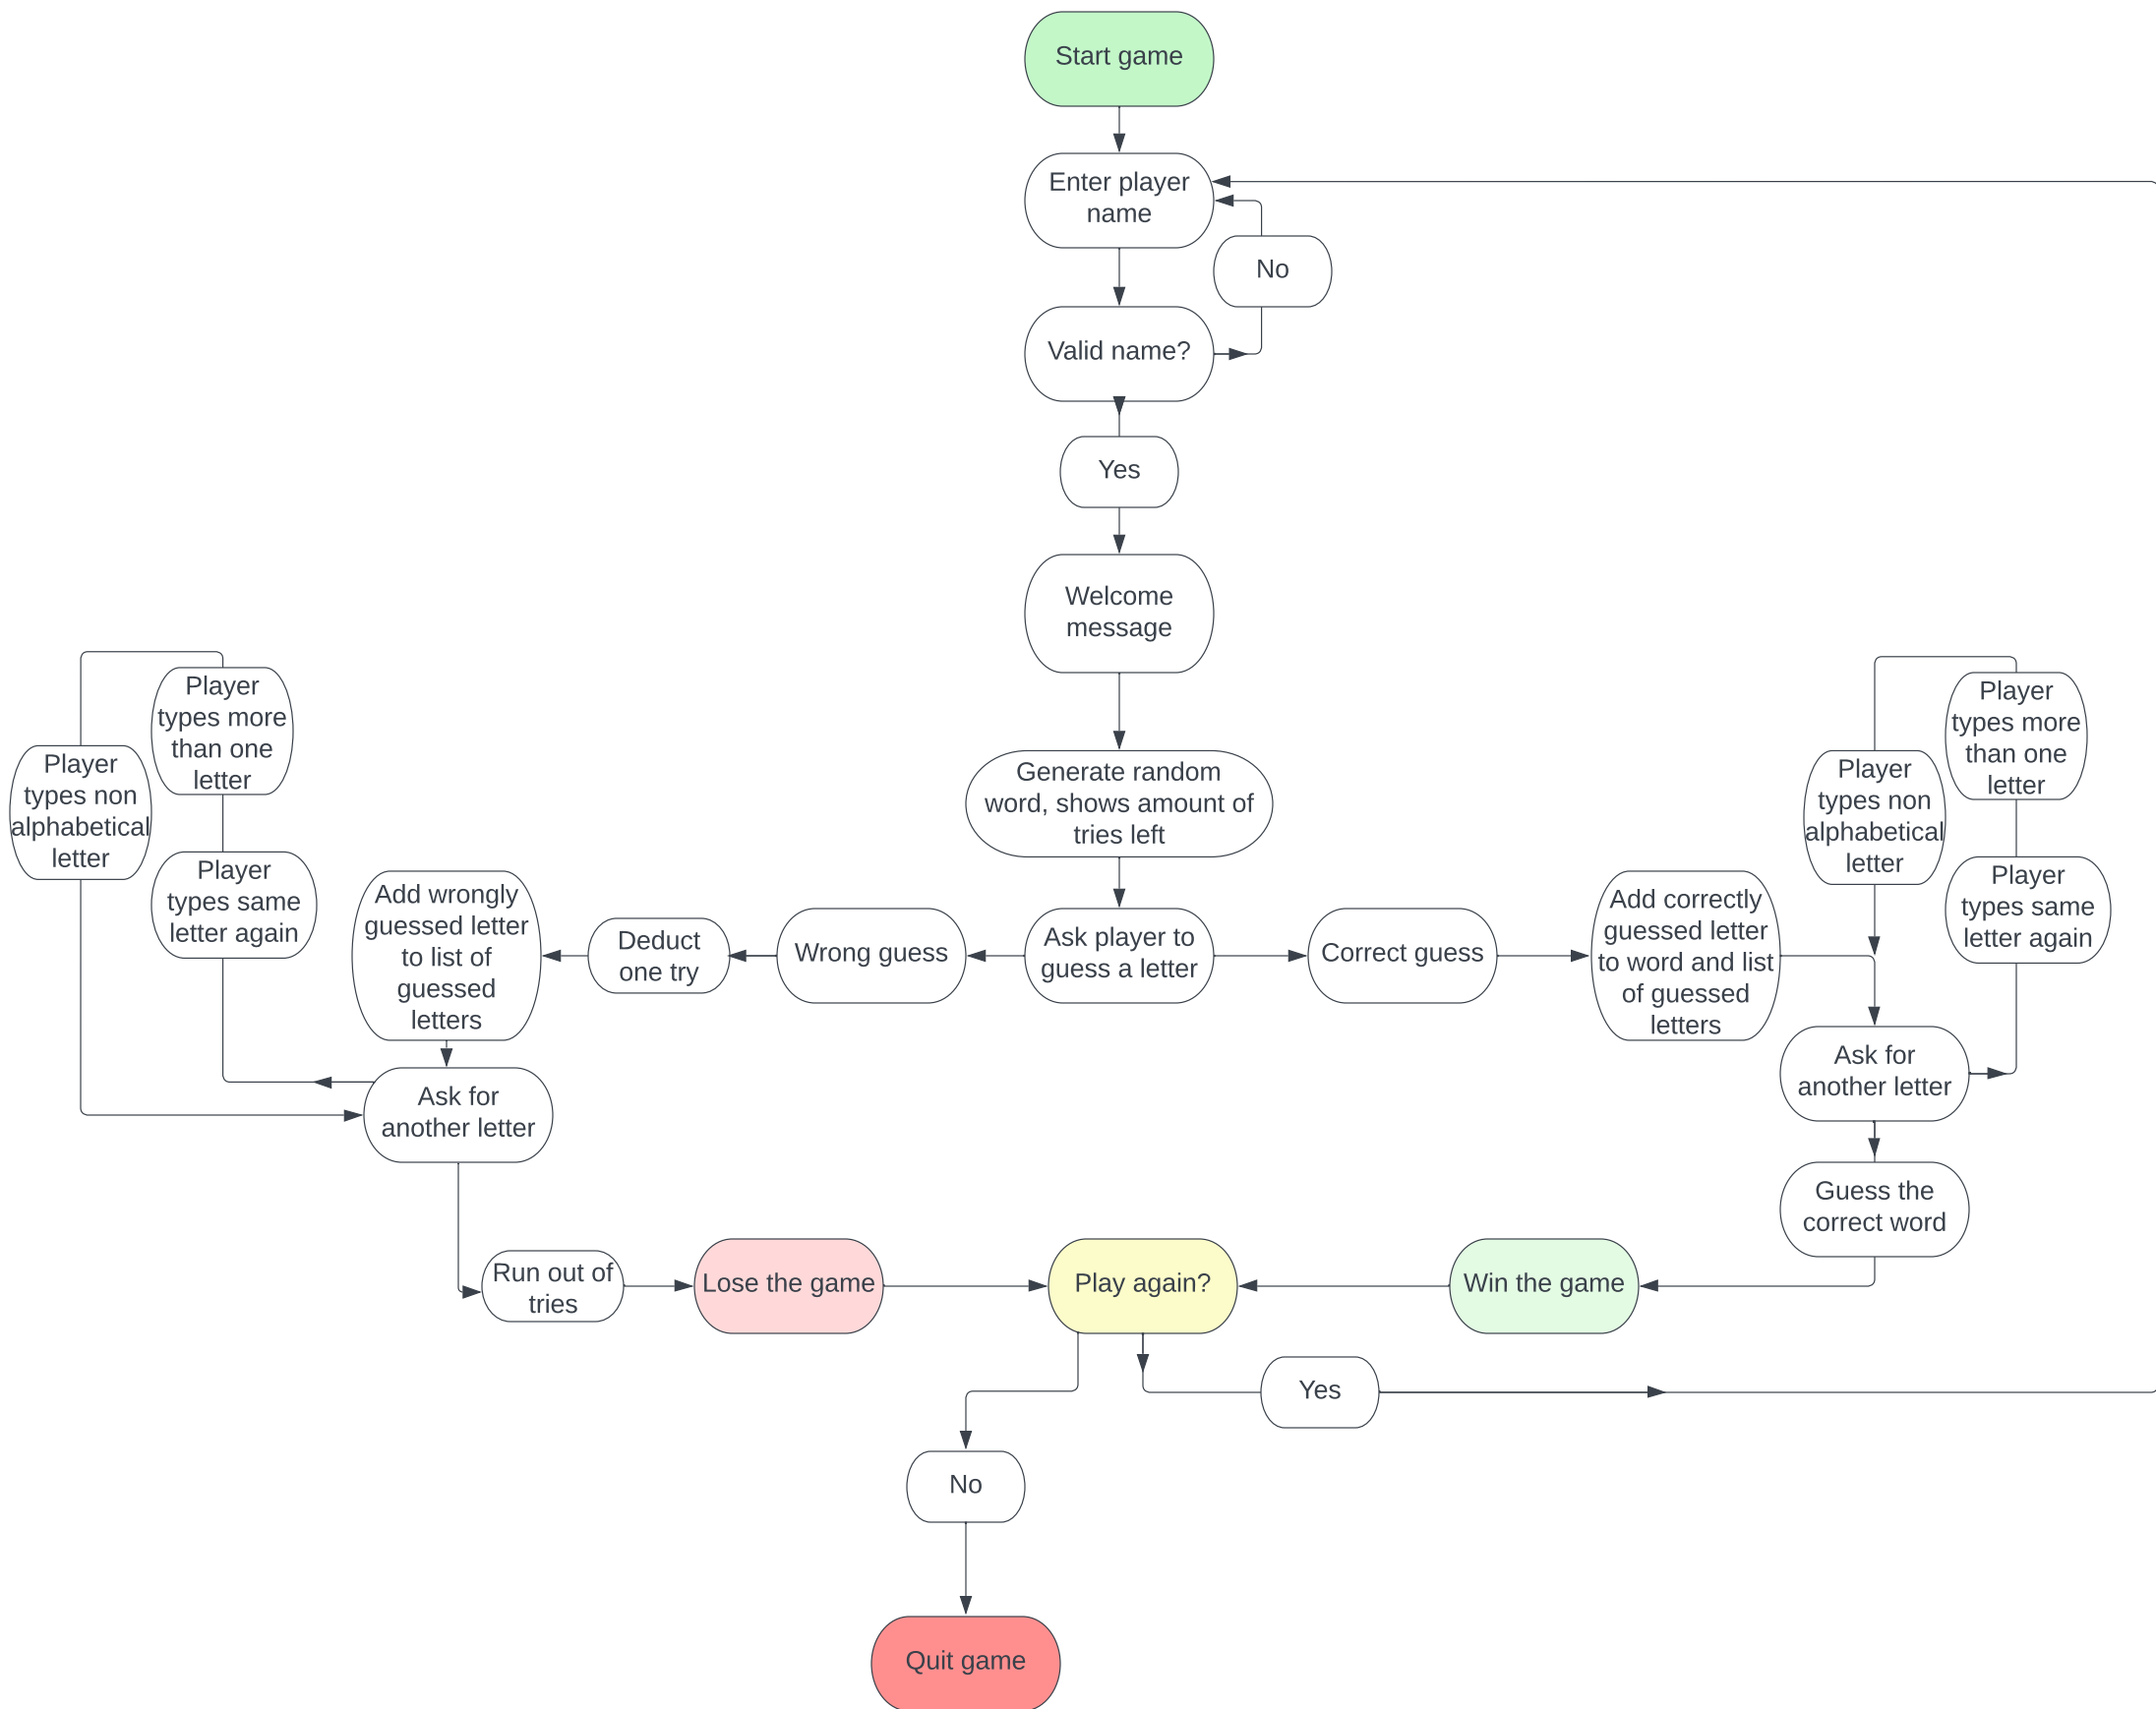 Start game
Enter player
name
No
Valid name?
Yes
Welcome
message
Player
types more
than one
letter
Player
types non
alphabetical
letter
Player
types same
letter again
Generate random
word, shows amount of
tries left
Player
types more
than one
letter
Player
types non
alphabetical
letter
Player
types same
letter again
Add wrongly
guessed letter
to list of
guessed
letters
Deduct
one try
Wrong guess
Ask player to
guess a letter
Correct guess
Add correctly
guessed letter
to word and list
of guessed
letters
Ask for
another letter
Ask for
another letter
Guess the
correct word
Run out of
tries
Lose the game
Play again?
Win the game
Yes
No
Quit game